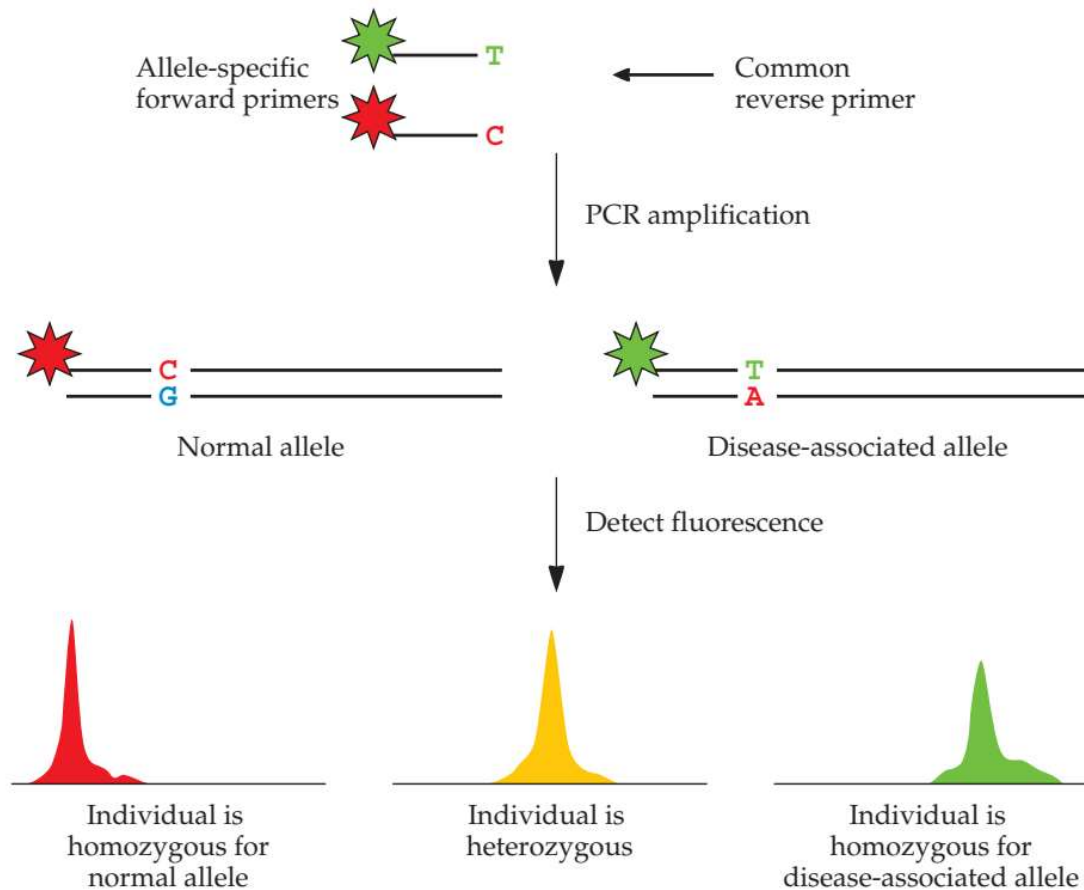 Allele-specific
forward primers
T
C
Common
reverse primer
PCR amplification
C
G
Normal allele
T
A
Disease-associated allele
Detect fluorescence
Individual is
homozygous for
normal allele
Individual is
heterozygous
Individual is
homozygous for
disease-associated allele